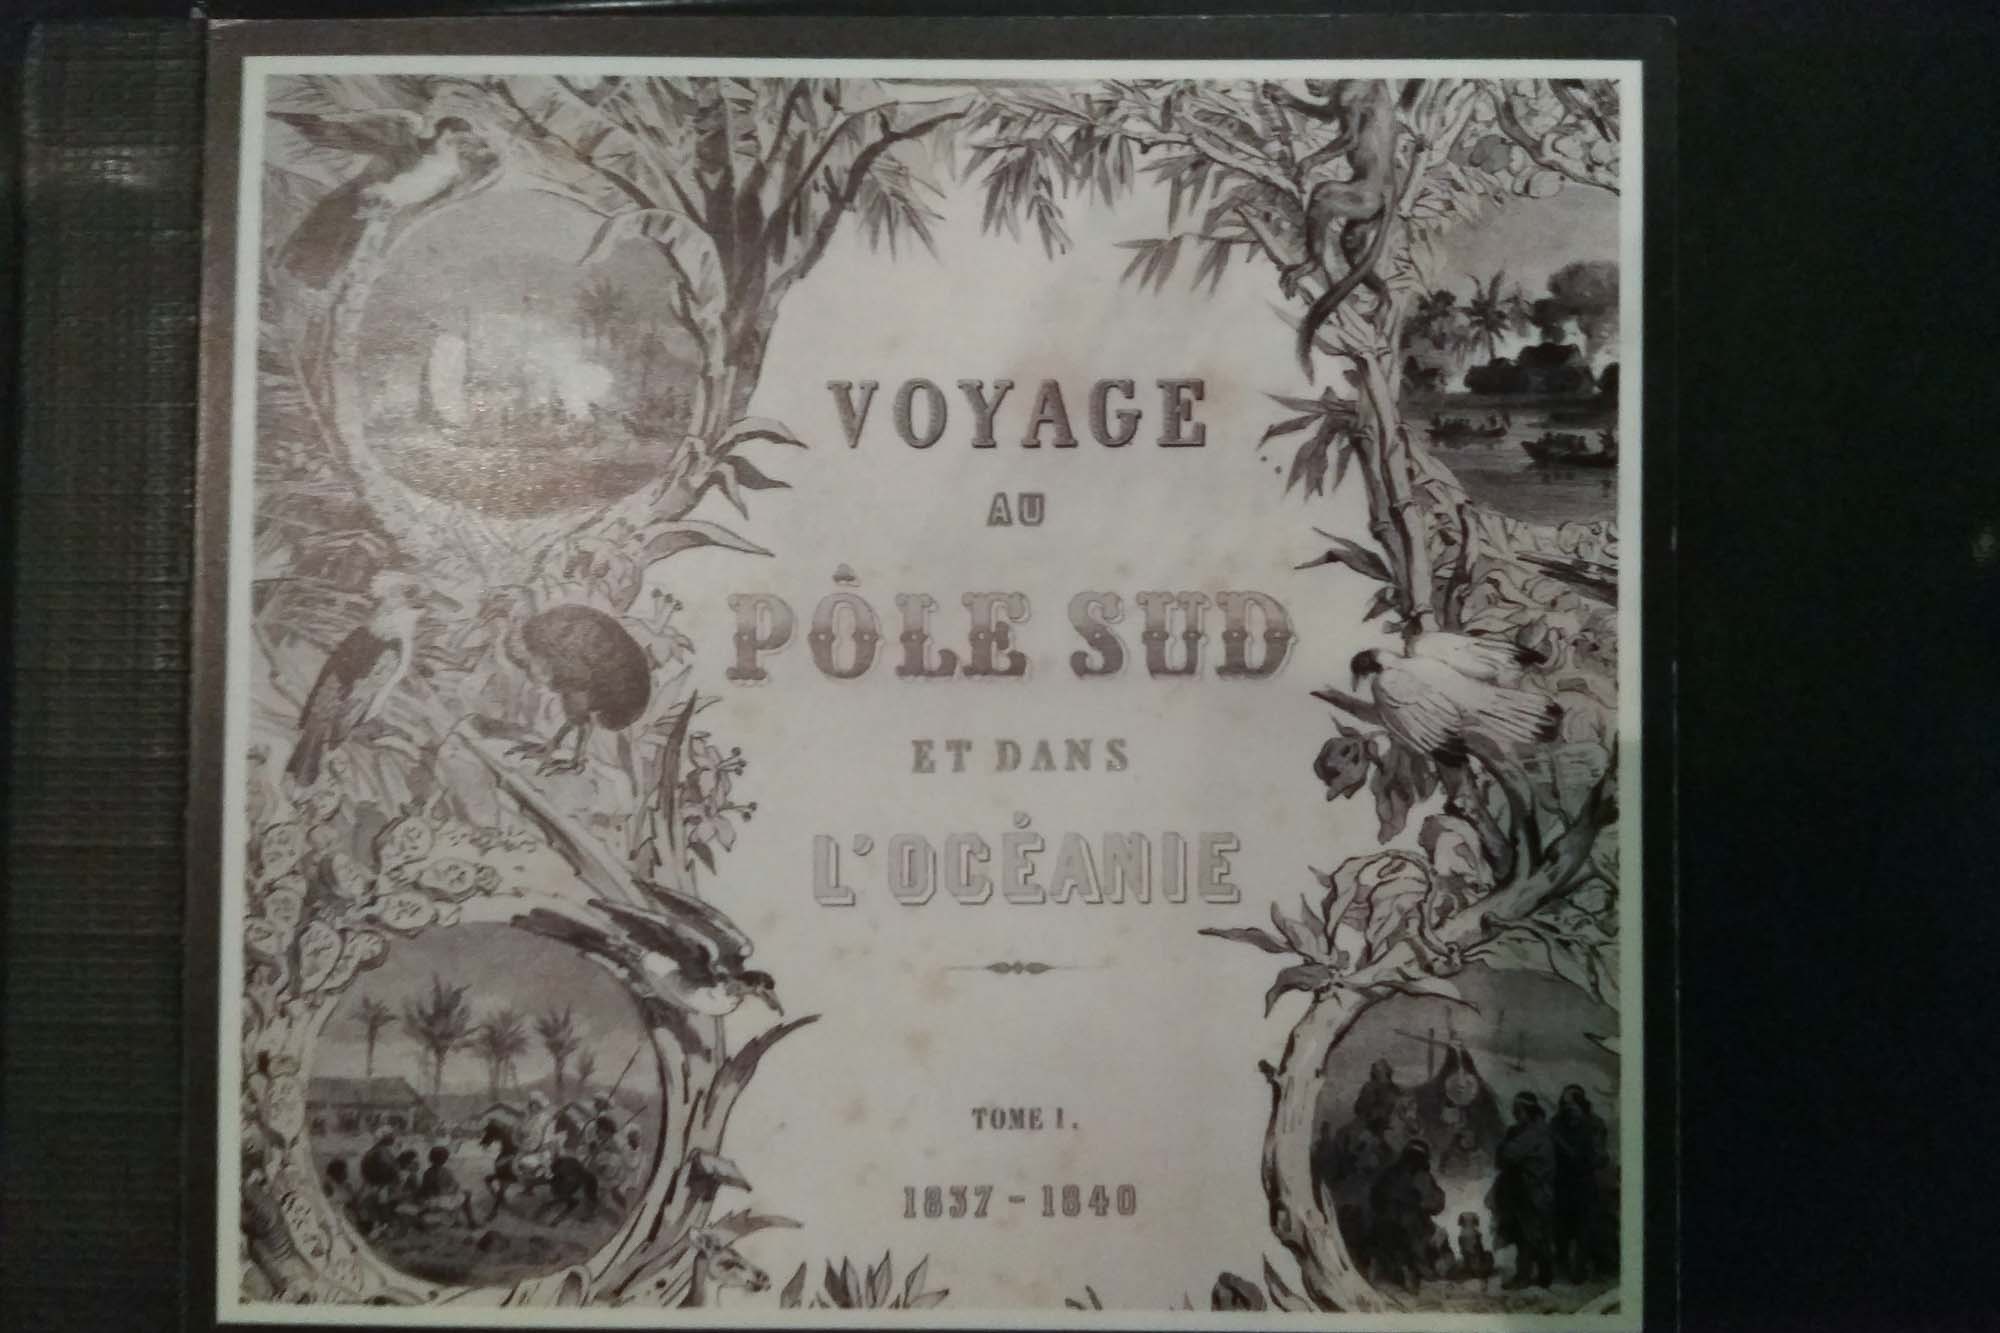 VOYAGE
AU
PÔLE SUD
ET DANS
L'OCÉANIE
TOME I.
1837 - 1840